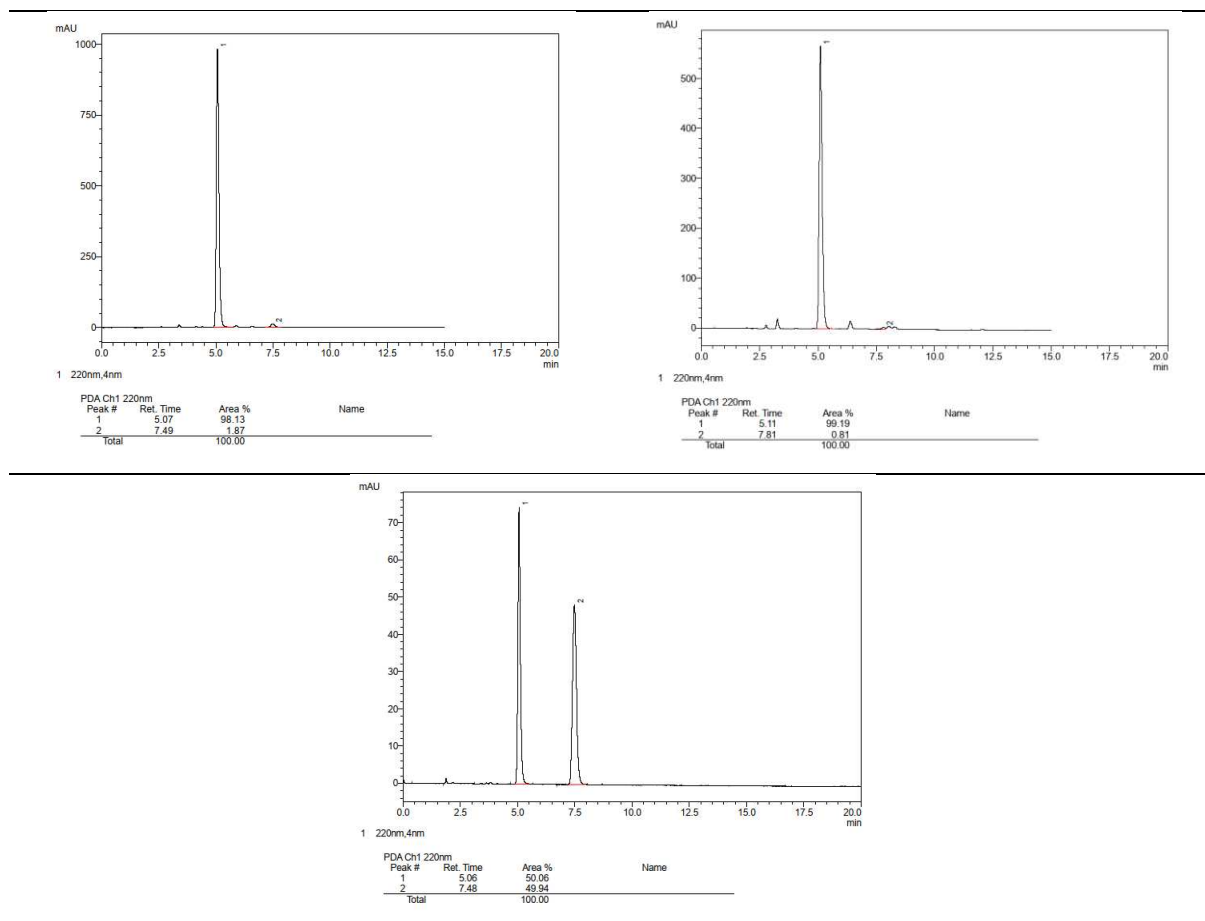 mAU
1000
1
750
500
250
0
2
0.0 2.5 5.0 7.5 10.0 12.5 15.0 17.5 20.0
min
1 220nm,4nm
PDA Ch1 220nm
Peak # Ret. Time Area % Name
1 5.07 98.13
2 7.49 1.87
Total 100.00
mAU
1
500
400
300
200
100
0
2
0.0 2.5 5.0 7.5 10.0 12.5 15.0 17.5 20.0
min
1 220nm,4nm
PDA Ch1 220nm
Peak # Ret. Time Area % Name
1 5.11 99.19
2 7.81 0.81
Total 100.00
mAU
1
70
60
2
50
40
30
20
10
0
0.0 2.5 5.0 7.5 10.0 12.5 15.0 17.5 20.0
min
1 220nm,4nm
PDA Ch1 220nm
Peak # Ret. Time Area % Name
1 5.06 50.06
2 7.48 49.94
Total 100.00